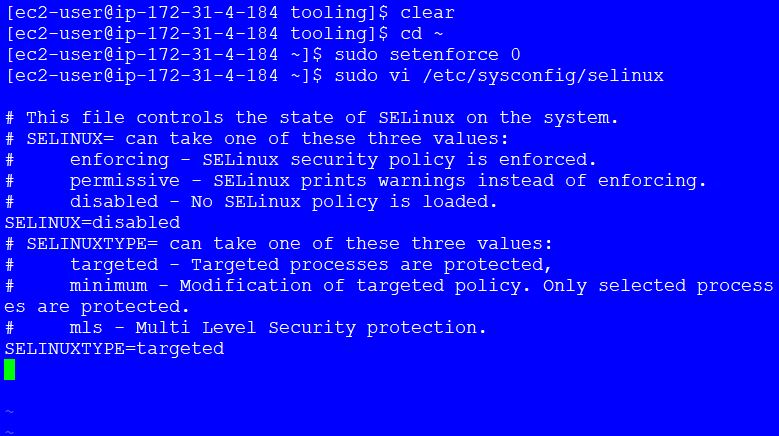 [ec2-user@ip-172-31-4-184 tooling]$ clear
[ec2-user@ip-172-31-4-184 tooling]$ cd ~
[ec2-user@ip-172-31-4-184 ~]$ sudo setenforce 0
[ec2-user@ip-172-31-4-184 ~]$ sudo vi /etc/sysconfig/selinux

# This file controls the state of SELinux on the system.
# SELINUX= can take one of these three values:
#     enforcing - SELinux security policy is enforced.
#     permissive - SELinux prints warnings instead of enforcing.
#     disabled - No SELinux policy is loaded.
SELINUX=disabled
# SELINUXTYPE= can take one of these three values:
#     targeted - Targeted processes are protected,
#     minimum - Modification of targeted policy. Only selected process
es are protected.
#     mls - Multi Level Security protection.
SELINUXTYPE=targeted

~
~